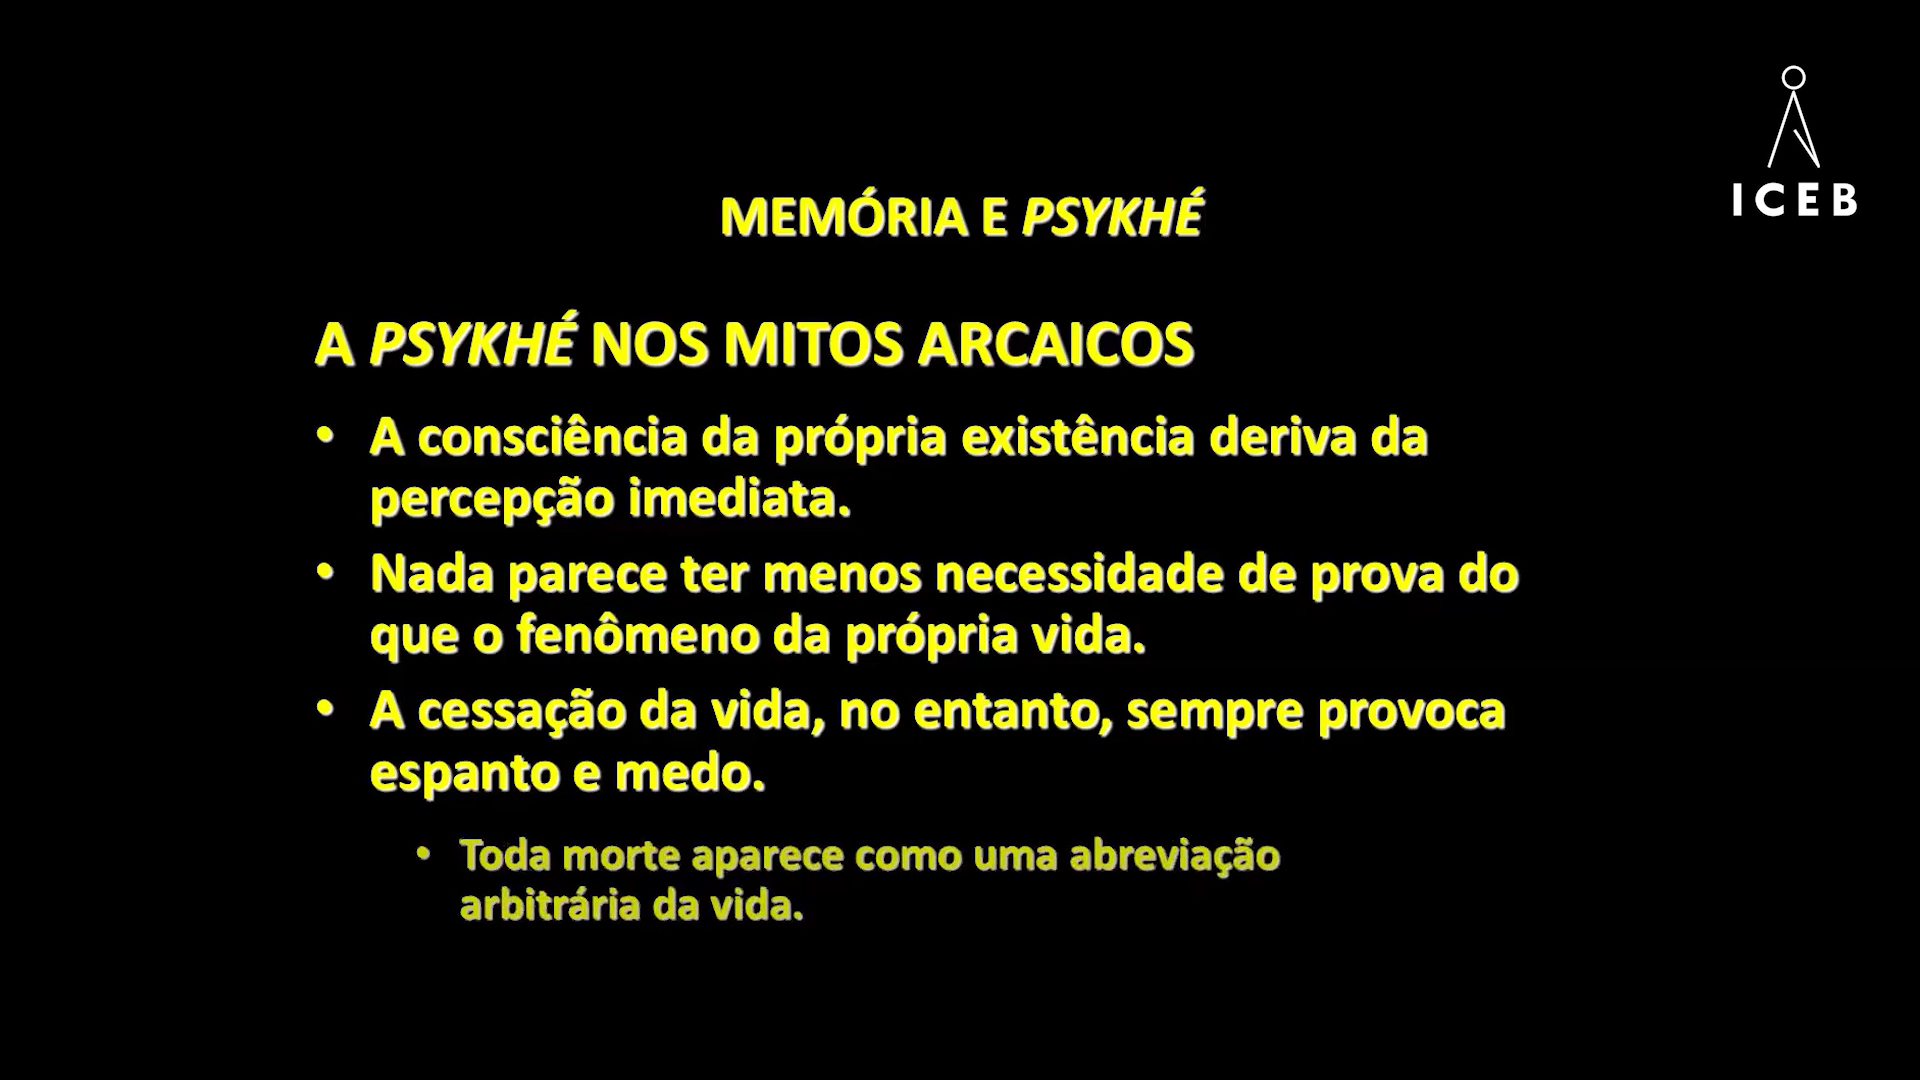 ICEB
MEMÓRIA E PSYKHÉ
A PSYKHÉ NOS MITOS ARCAICOS
• A consciência da própria existência deriva da
percepção imediata.
• Nada parece ter menos necessidade de prova do
que o fenômeno da própria vida.
• A cessação da vida, no entanto, sempre provoca
espanto e medo.
• Toda morte aparece como uma abreviação
arbitrária da vida.